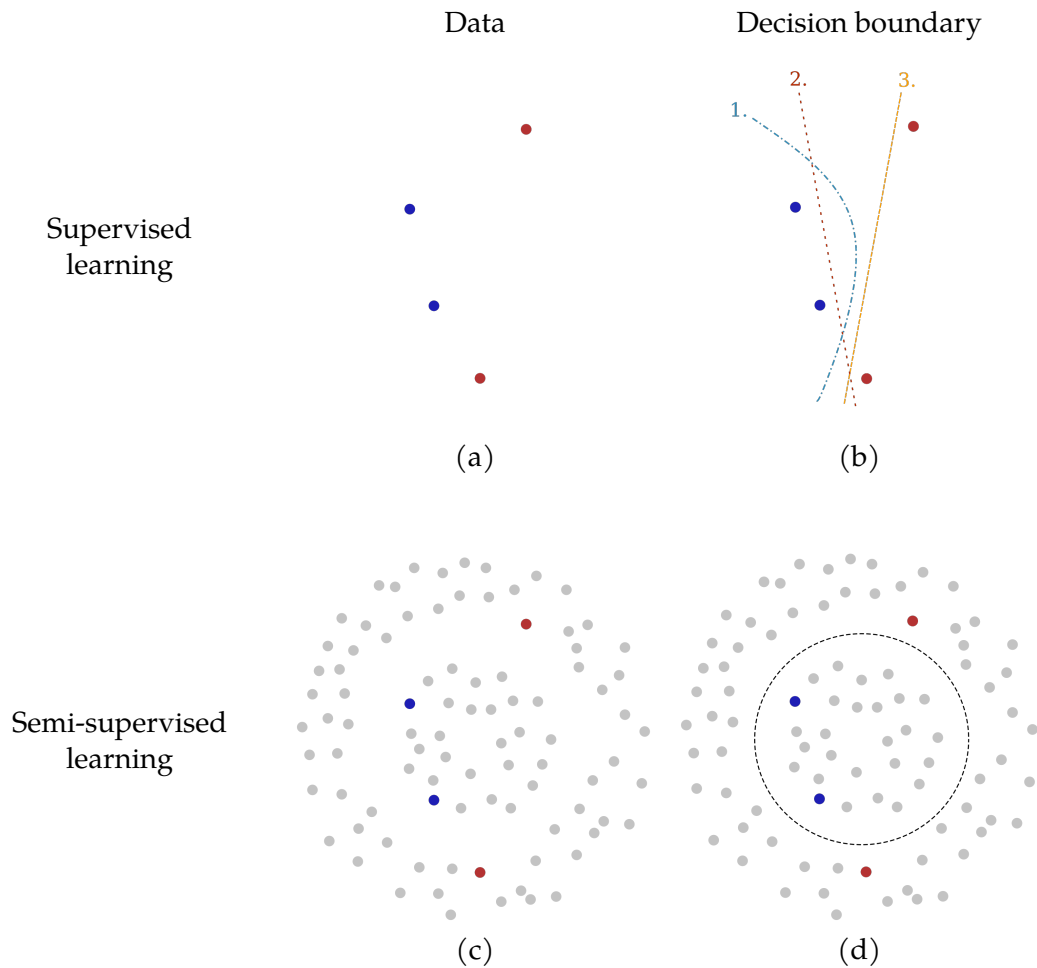 Data
Decision boundary
1.
2.
3.
Supervised
learning
(a)
(b)
Semi-supervised
learning
(c)
(d)